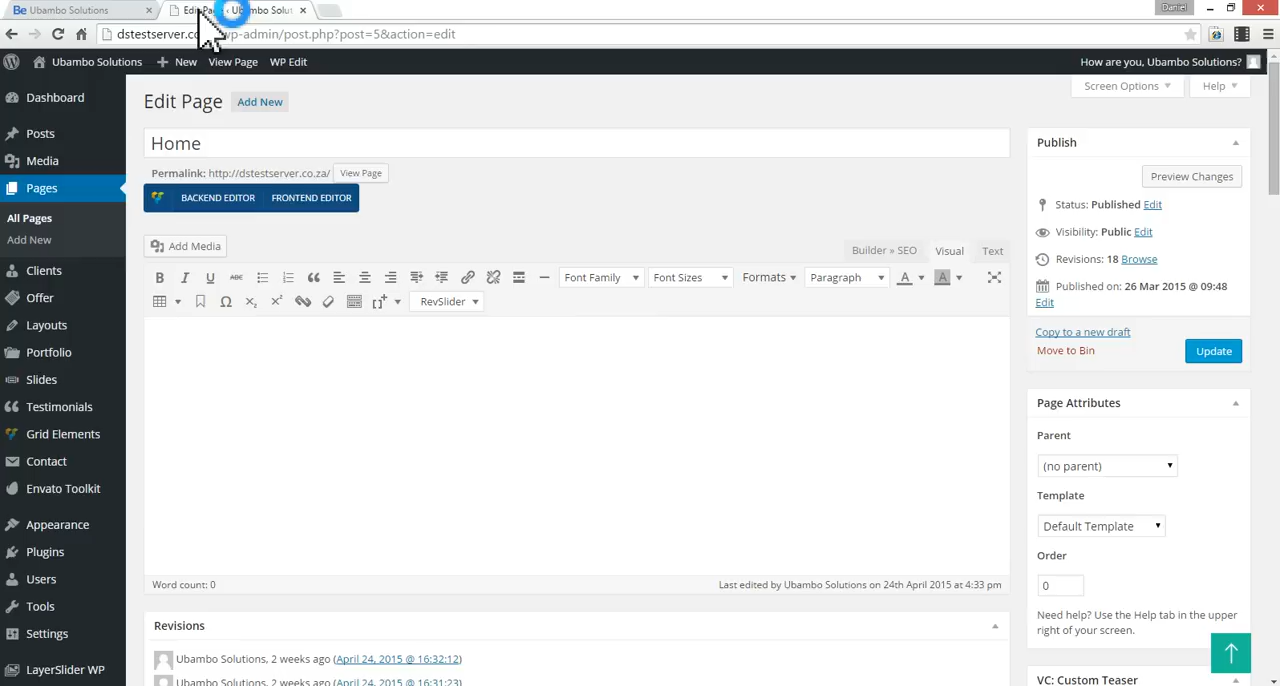 Be Ubambo Solutions × Edit Pa Ubambo Solut × Daniel
dstestserver.co wp-admin/post.php?post=5&action=edit
Ubambo Solutions New View Page WP Edit How are you, Ubambo Solutions?
Screen Options Help
Edit Page Add New
Home
Permalink: http://dstestserver.co.za/ View Page
BACKEND EDITOR FRONTEND EDITOR
Add Media Builder » SEO Visual Text
B I U ABC Font Family Font Sizes Formats Paragraph A A
Ω x₂ x² RevSlider
Word count: 0 Last edited by Ubambo Solutions on 24th April 2015 at 4:33 pm
Revisions
Ubambo Solutions, 2 weeks ago (April 24, 2015 @ 16:32:12)
Ubambo Solutions, 2 weeks ago (April 24, 2015 @ 16:31:23)
Dashboard
Posts
Media
Pages
All Pages
Add New
Clients
Offer
Layouts
Portfolio
Slides
Testimonials
Grid Elements
Contact
Envato Toolkit
Appearance
Plugins
Users
Tools
Settings
LayerSlider WP
Publish
Preview Changes
Status: Published Edit
Visibility: Public Edit
Revisions: 18 Browse
Published on: 26 Mar 2015 @ 09:48
Edit
Copy to a new draft
Move to Bin Update
Page Attributes
Parent
(no parent)
Template
Default Template
Order
0
Need help? Use the Help tab in the upper
right of your screen.
VC: Custom Teaser